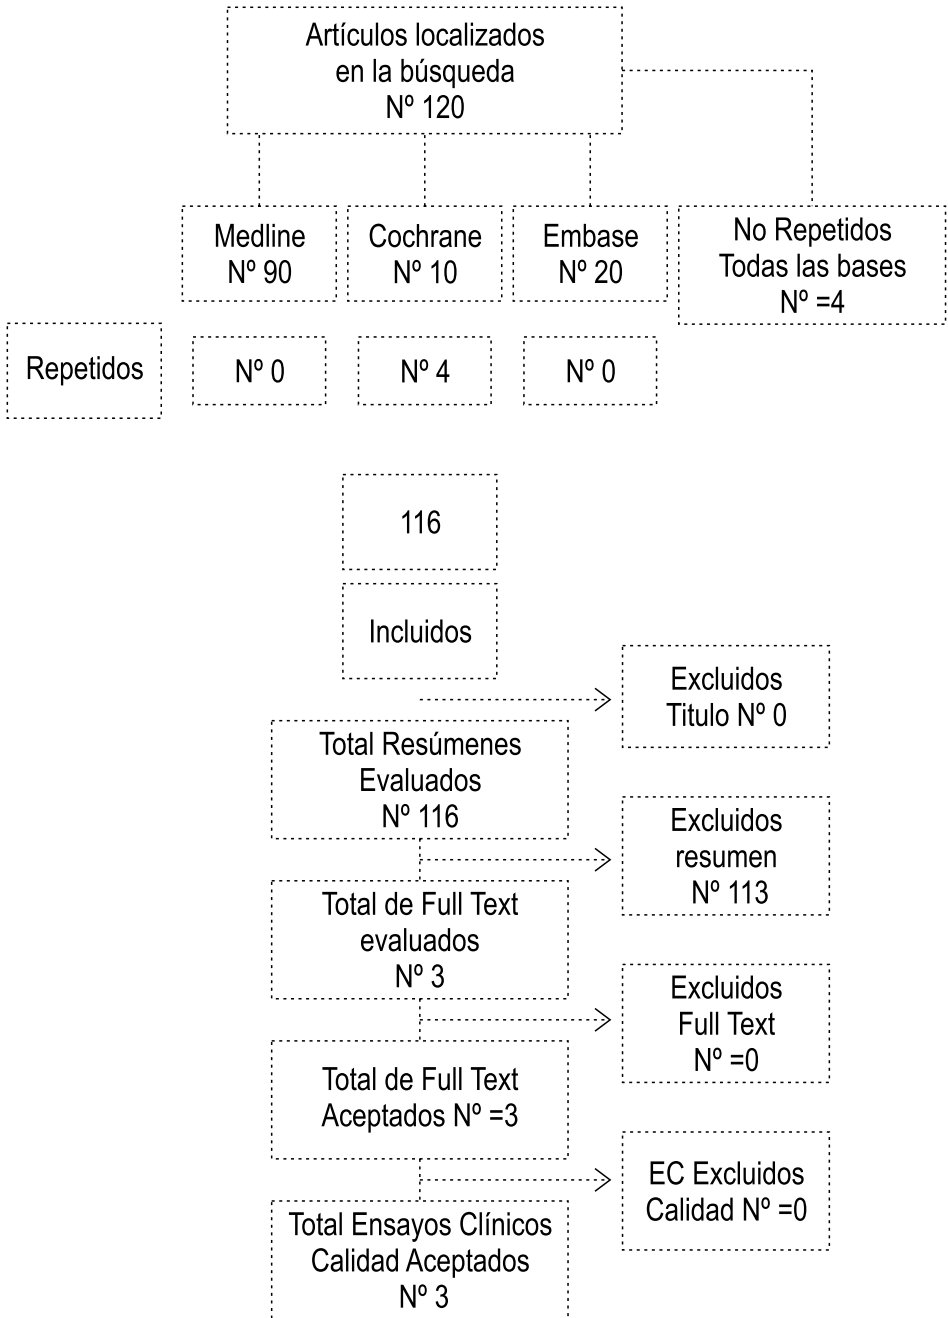 Artículos localizados
en la búsqueda
Nº 120
Medline
Nº 90
Cochrane
Nº 10
Embase
Nº 20
No Repetidos
Todas las bases
Nº =4
Repetidos
Nº 0
Nº 4
Nº 0
116
Incluidos
Excluidos
Titulo Nº 0
Total Resúmenes
Evaluados
Nº 116
Excluidos
resumen
Nº 113
Total de Full Text
evaluados
Nº 3
Excluidos
Full Text
Nº =0
Total de Full Text
Aceptados Nº =3
EC Excluidos
Calidad Nº =0
Total Ensayos Clínicos
Calidad Aceptados
Nº 3